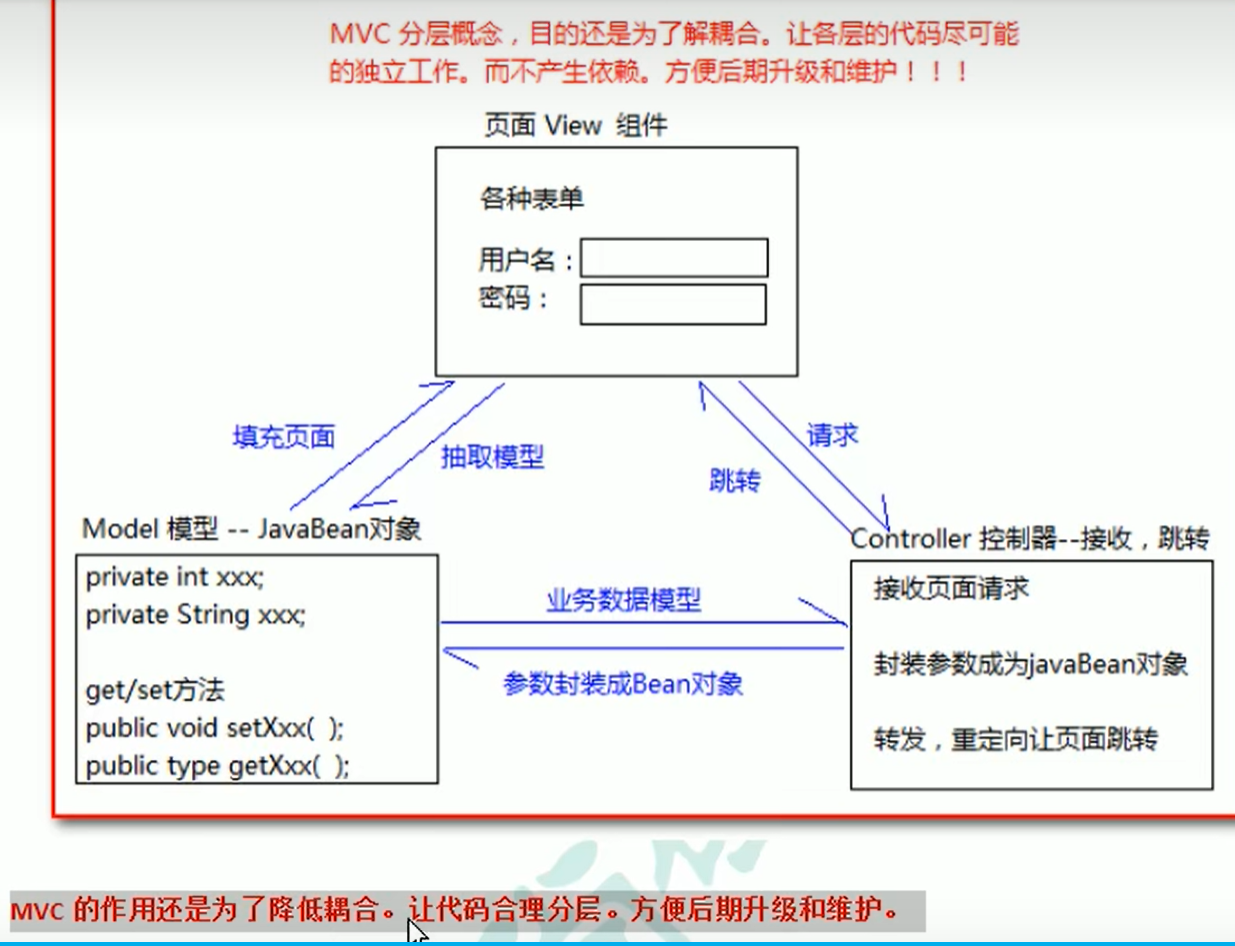 MVC 分层概念，目的还是为了解耦合。让各层的代码尽可能
的独立工作。而不产生依赖。方便后期升级和维护！！！
页面 View 组件
各种表单
用户名：
密码：
填充页面
抽取模型
请求
跳转
Model 模型 -- JavaBean对象
private int xxx;
private String xxx;
get/set方法
public void setXxx( );
public type getXxx( );
业务数据模型
参数封装成Bean对象
Controller 控制器--接收，跳转
接收页面请求
封装参数成为javaBean对象
转发，重定向让页面跳转
MVC 的作用还是为了降低耦合。让代码合理分层。方便后期升级和维护。